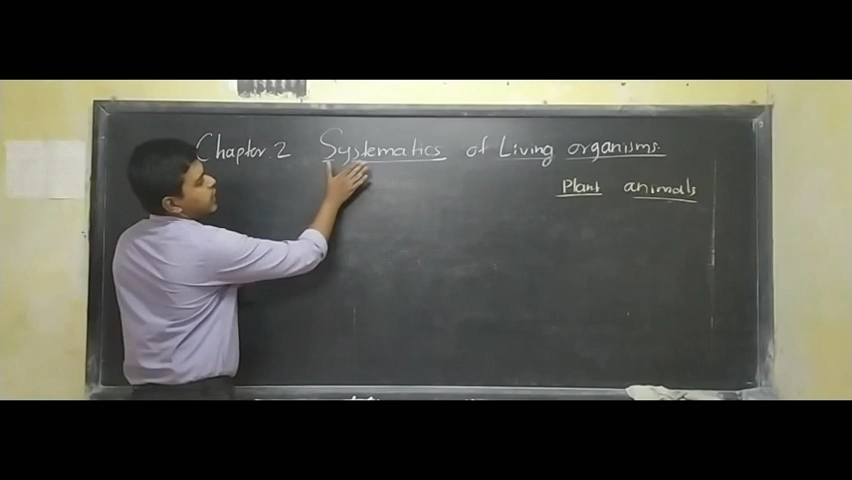 Chapter. 2 Systematics of Living organisms.
Plant animals